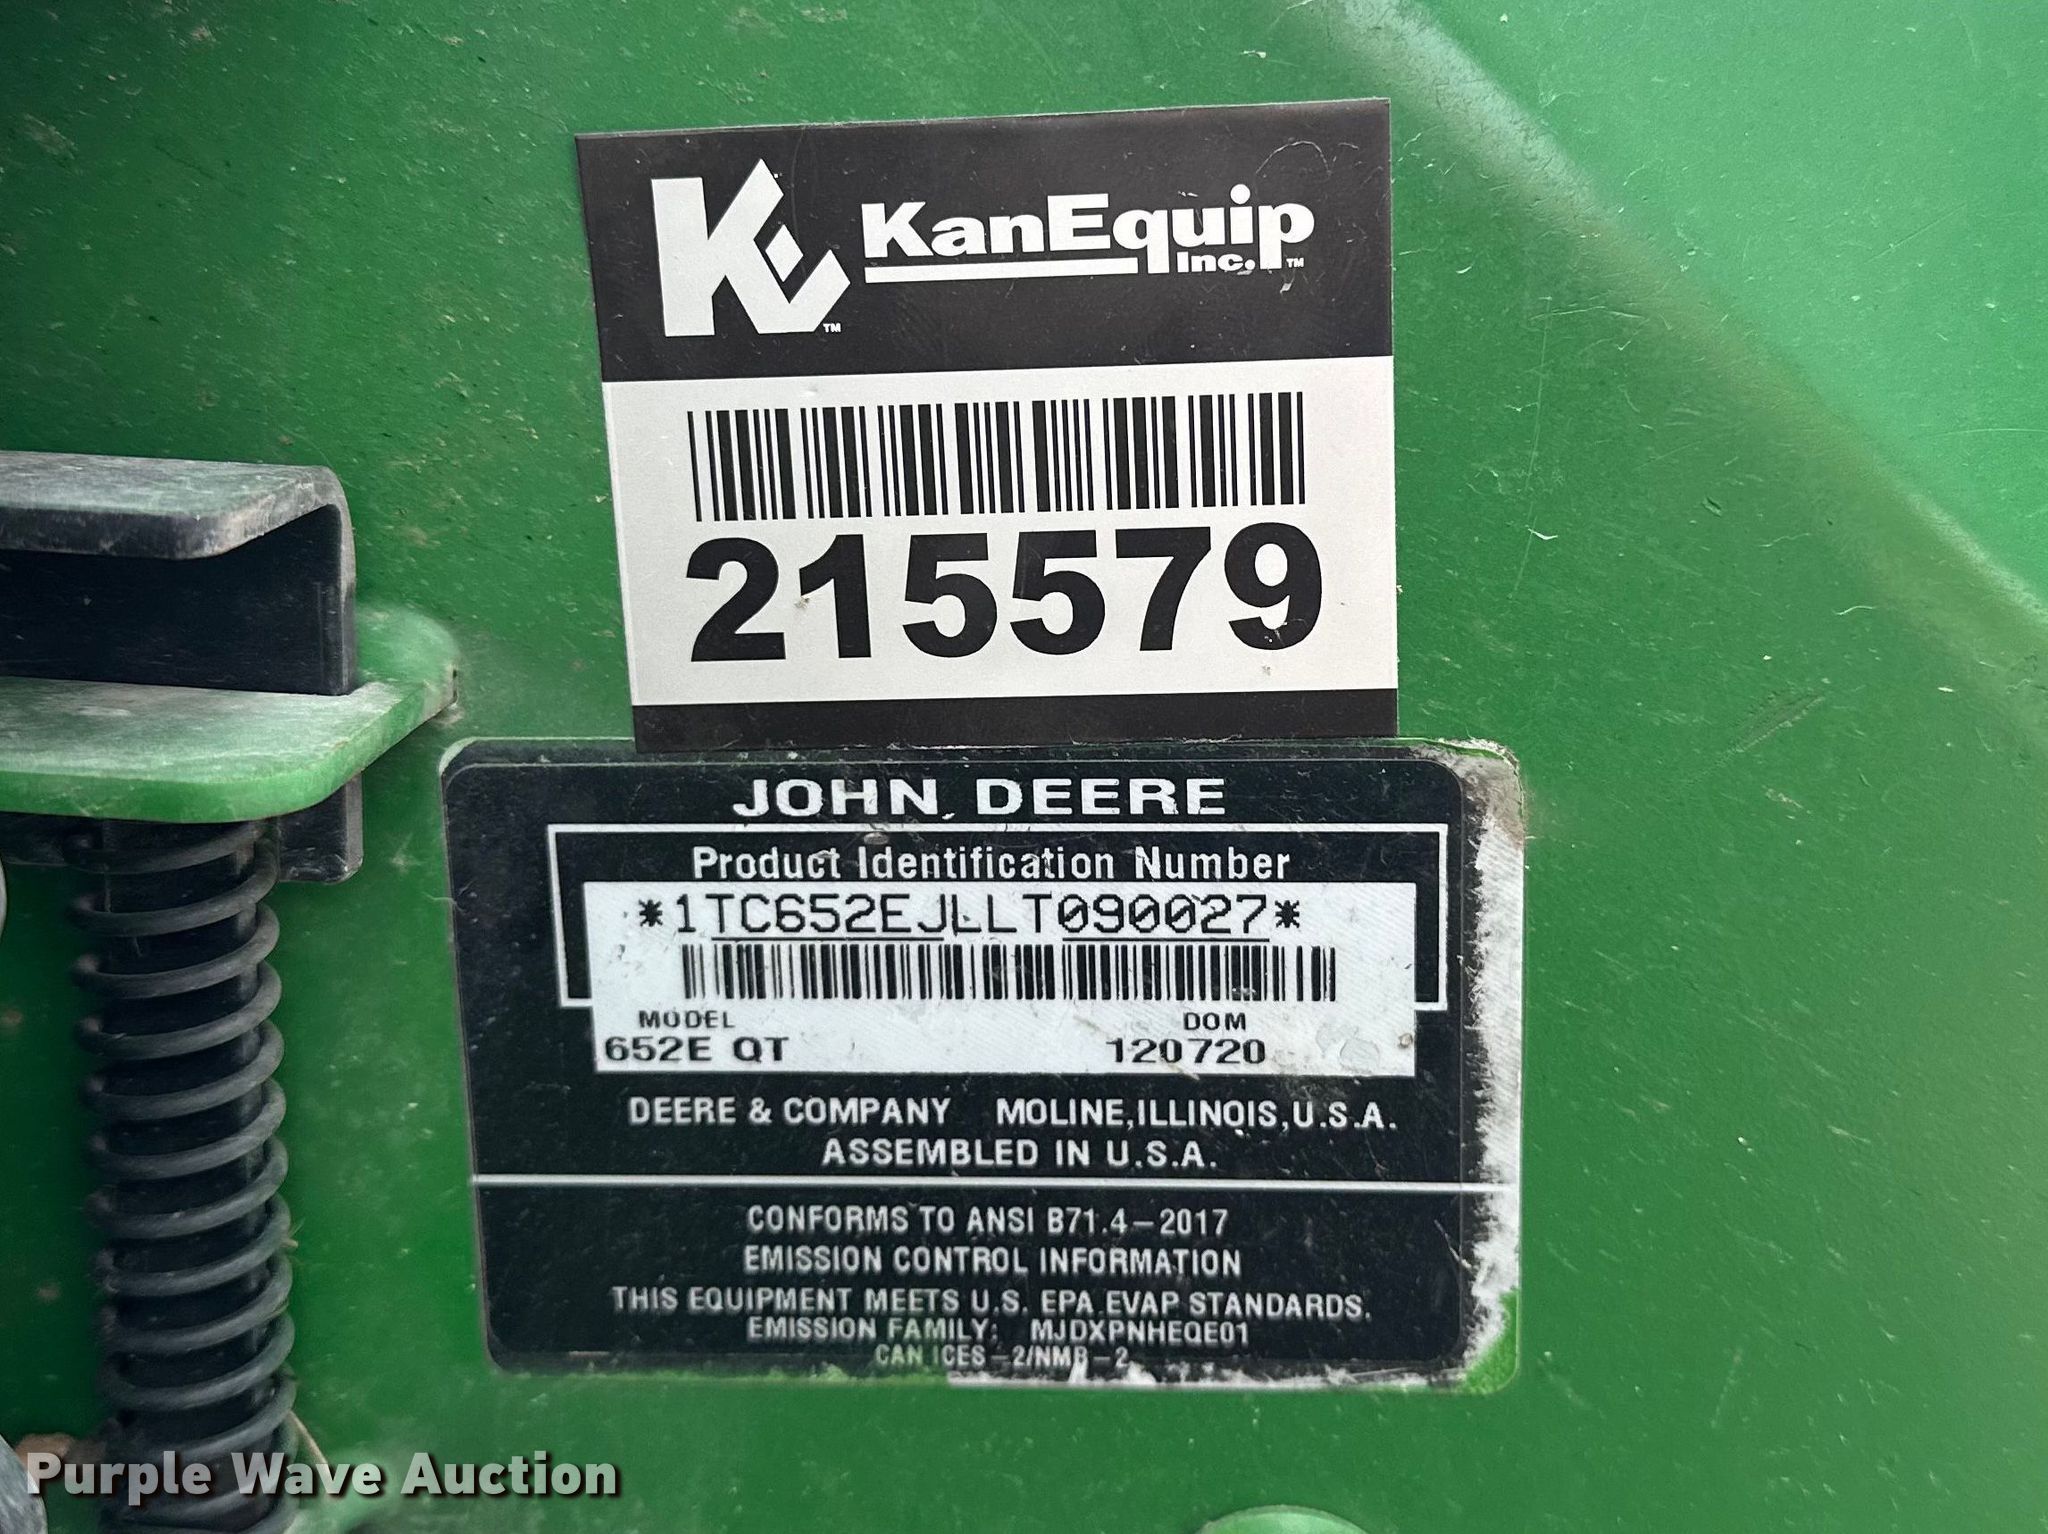 KE™
KanEquip
Inc.™
215579
JOHN DEERE
Product Identification Number
*1TC652EJLLT090027*
MODEL DOM
652E QT 120720
DEERE & COMPANY MOLINE, ILLINOIS, U.S.A.
ASSEMBLED IN U.S.A.
CONFORMS TO ANSI B71.4-2017
EMISSION CONTROL INFORMATION
THIS EQUIPMENT MEETS U.S. EPA EVAP STANDARDS.
EMISSION FAMILY: MJDXPNHEQE01
CAN ICES-2/NMB-2
Purple Wave Auction